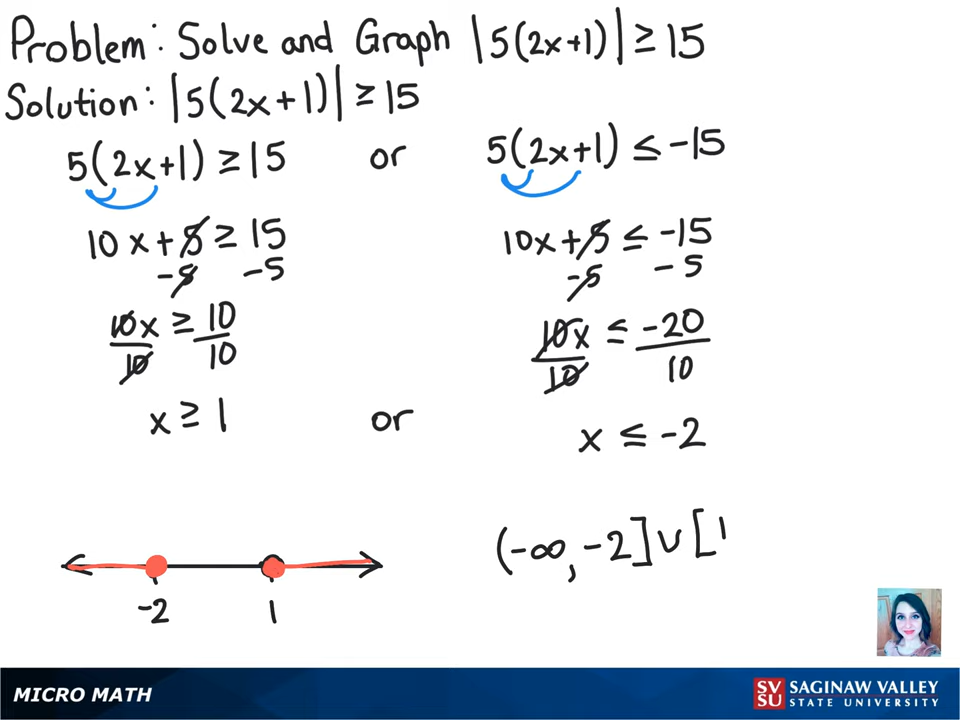 Problem: Solve and Graph |5(2x+1)| ≥ 15
Solution: |5(2x+1)| ≥ 15
5(2x+1) ≥ 15 or 5(2x+1) ≤ -15
10x+5 ≥ 15 10x+5 ≤ -15
-5 -5 -5 -5
10x ≥ 10 10x ≤ -20
10 10 10 10
x ≥ 1 or x ≤ -2
(-∞, -2] ∪ [1
-2 1
MICRO MATH
SVSU SAGINAW VALLEY
STATE UNIVERSITY